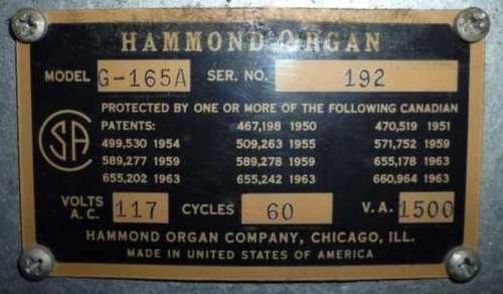 HAMMOND ORGAN
MODEL G-165A SER. NO. 192
PROTECTED BY ONE OR MORE OF THE FOLLOWING CANADIAN
PATENTS: 467,198 1950 470,519 1951
499,530 1954 509,263 1955 571,752 1959
589,277 1959 589,278 1959 655,178 1963
655,202 1963 655,242 1963 660,964 1963
SA
VOLTS A.C. 117 CYCLES 60 V.A. 1500
HAMMOND ORGAN COMPANY, CHICAGO, ILL.
MADE IN UNITED STATES OF AMERICA